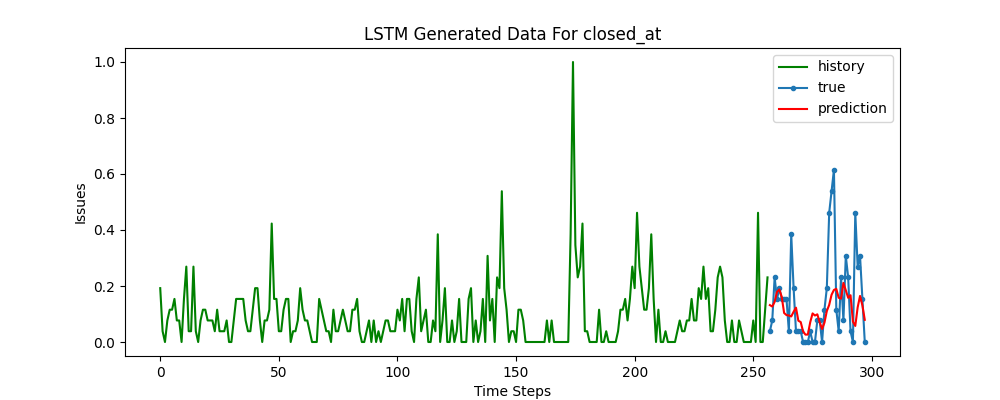 LSTM Generated Data For closed_at
1.0
0.8
0.6
0.4
0.2
0.0
Issues
history
true
prediction
0 50 100 150 200 250 300
Time Steps